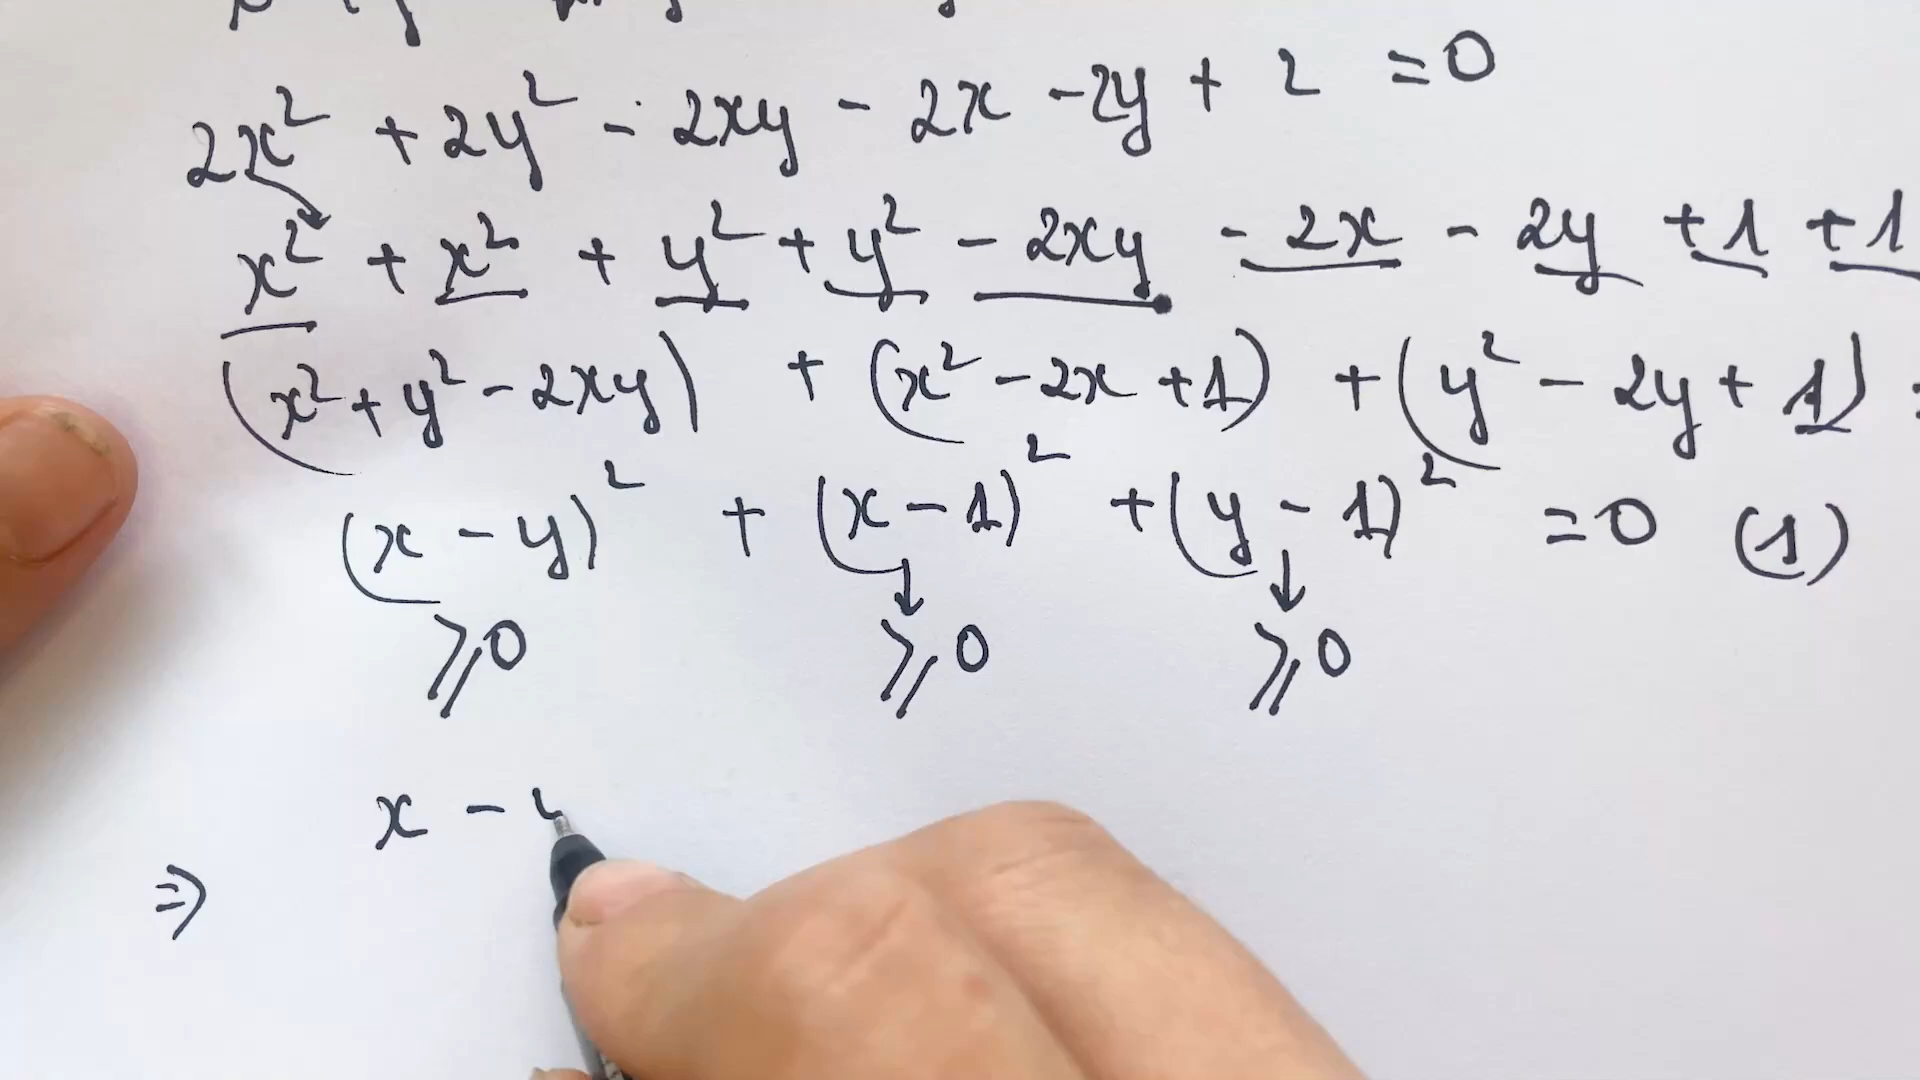 2x² + 2y² - 2xy - 2x - 2y + 2 = 0
x² + x² + y² + y² - 2xy - 2x - 2y + 1 + 1
(x² + y² - 2xy) + (x² - 2x + 1) + (y² - 2y + 1)
(x - y)² + (x - 1)² + (y - 1)² = 0 (1)
⩾0 ⩾0 ⩾0
x -
⇒